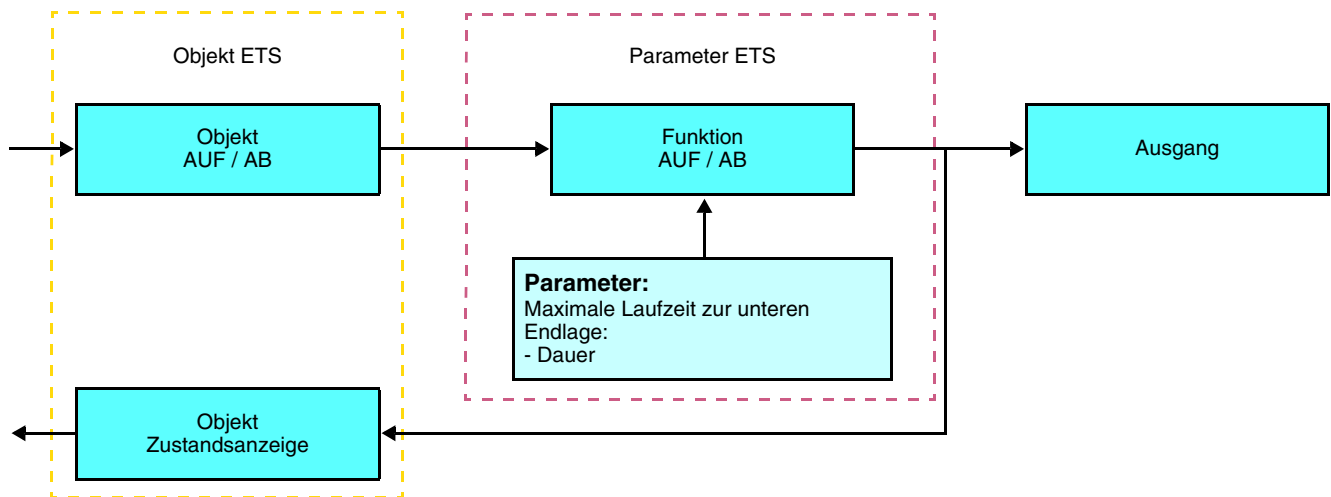 Objekt ETS
Parameter ETS
Objekt
AUF / AB
Funktion
AUF / AB
Ausgang
Parameter:
Maximale Laufzeit zur unteren
Endlage:
- Dauer
Objekt
Zustandsanzeige